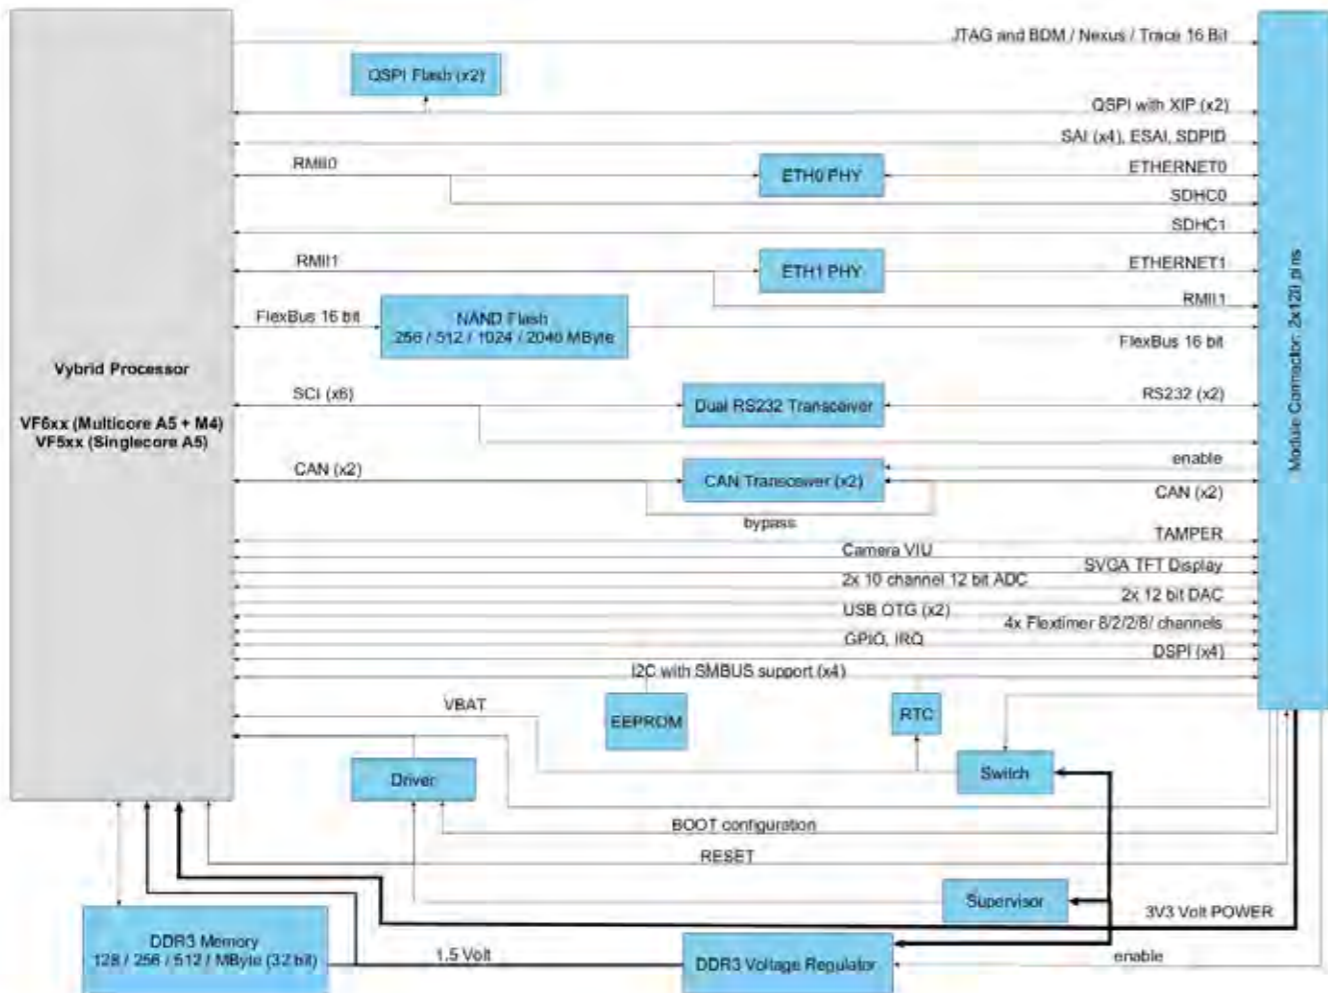 JTAG and BDM / Nexus / Trace 16 Bit
QSPI Flash (x2)
QSPI with XIP (x2)
SAI (x4), ESAI, SDPID
RMII0
ETH0 PHY
ETHERNET0
SDHC0
SDHC1
RMII1
ETH1 PHY
ETHERNET1
RMII1
FlexBus 16 bit
NAND Flash
256 / 512 / 1024 / 2048 MByte
FlexBus 16 bit
Vybrid Processor
VF6xx (Multicore A5 + M4)
VF5xx (Singlecore A5)
Module Connactor: 2x120 pins
SCI (x6)
Dual RS232 Transceiver
RS232 (x2)
enable
CAN (x2)
CAN Transceiver (x2)
CAN (x2)
bypass
TAMPER
Camera VIU
SVGA TFT Display
2x 10 channel 12 bit ADC
2x 12 bit DAC
USB OTG (x2)
4x Flextimer 8/2/2/8/ channels
GPIO, IRQ
DSPI (x4)
I2C with SMBUS support (x4)
VBAT
EEPROM
RTC
Driver
Switch
BOOT configuration
RESET
Supervisor
3V3 Volt POWER
DDR3 Memory
128 / 256 / 512 / MByte (32 bit)
1.5 Volt
DDR3 Voltage Regulator
enable